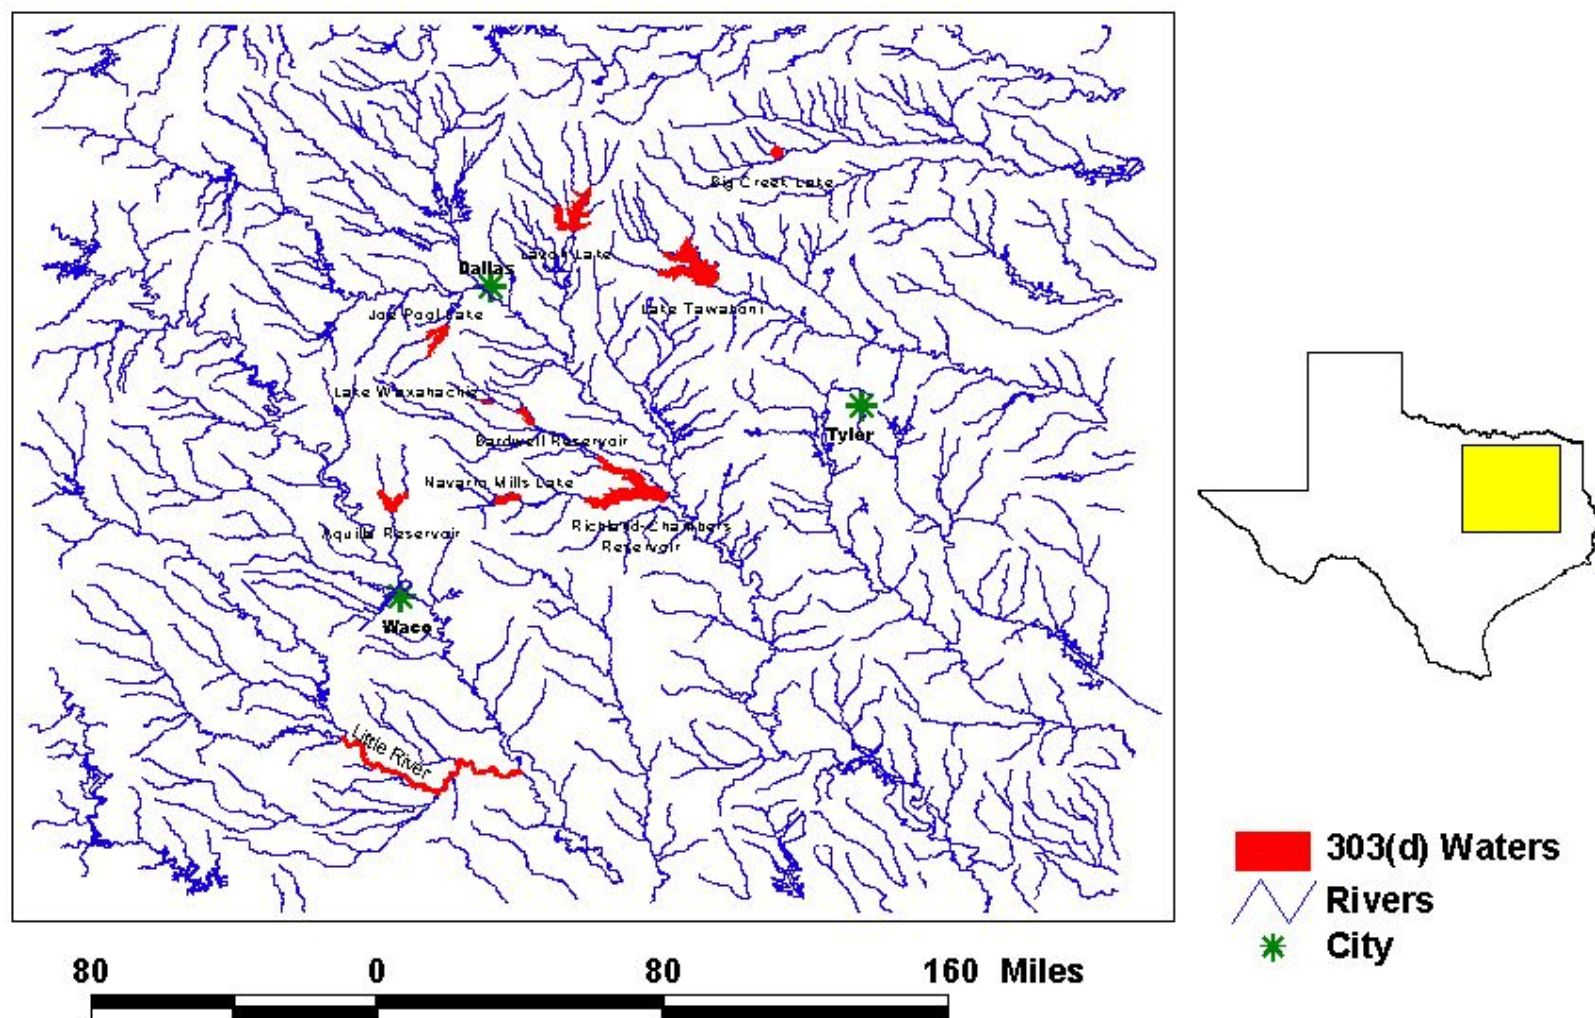 Big Creek Lake
Lavon Lake
Dallas
Lake Tawakoni
Joe Pool Lake
Lake Waxahachie
Tyler
Bardwell Reservoir
Navarro Mills Lake
Aquilla Reservoir
Richland-Chambers
Reservoir
Waco
Little River
303(d) Waters
Rivers
City
80 0 80 160 Miles